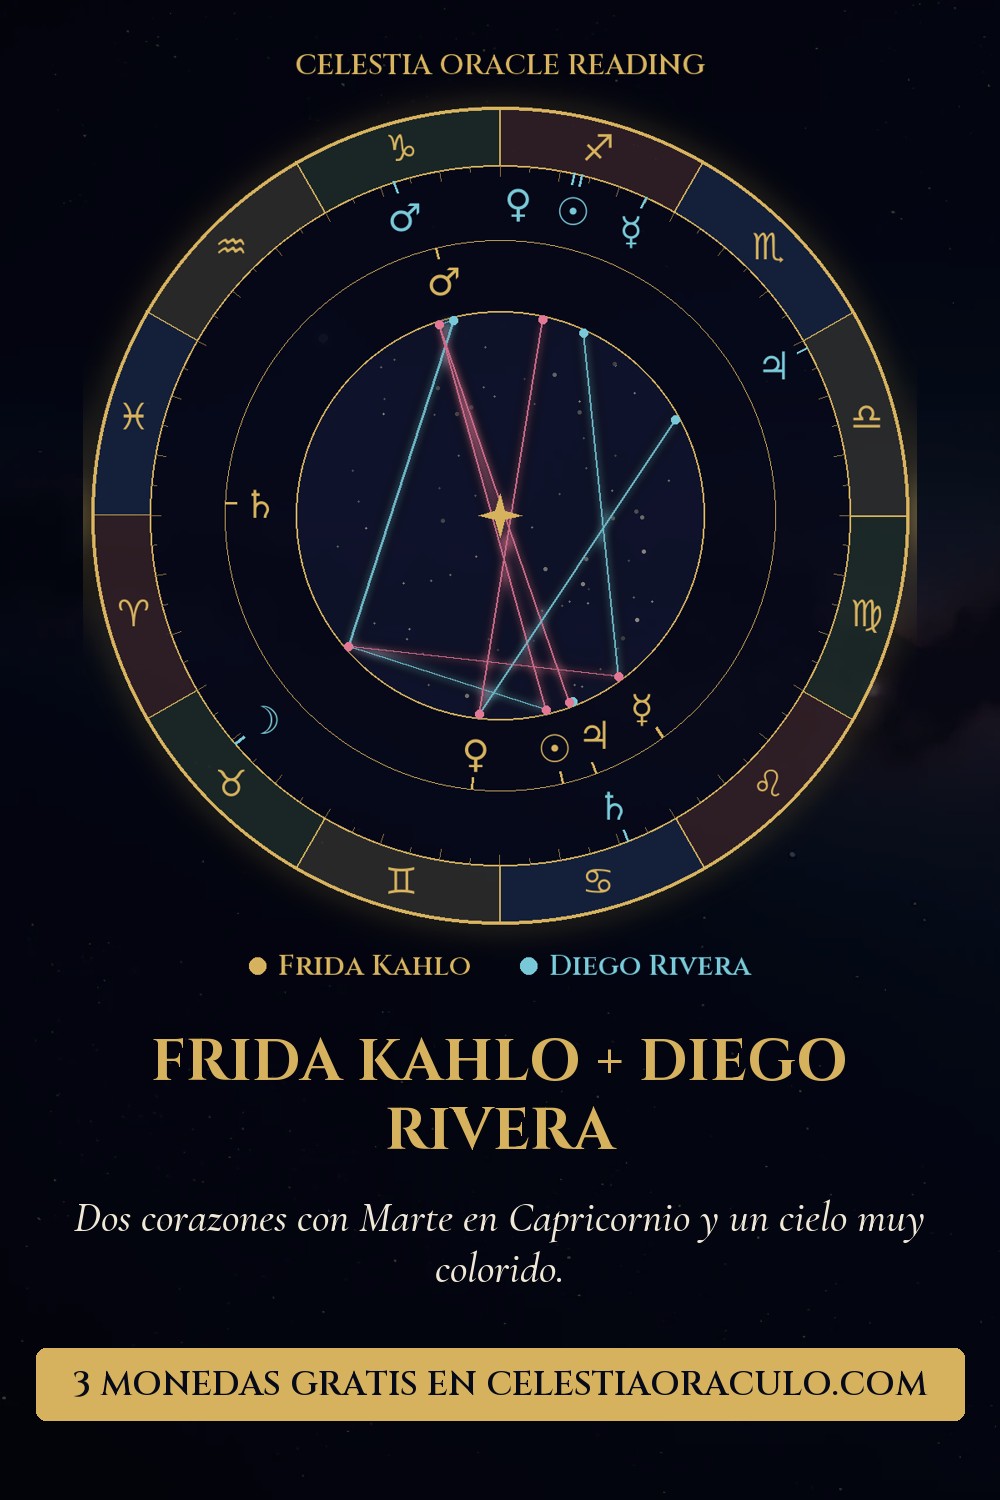 CELESTIA ORACLE READING
♑ ♐
♒ ♏
♓ ♎
♈ ♍
♉ ♌
♊ ♋
♂ ♀ ☉ ☿
♂
♃
♄
☽
♀ ☉ ♃ ☿
♄
FRIDA KAHLO DIEGO RIVERA
FRIDA KAHLO + DIEGO
RIVERA
Dos corazones con Marte en Capricornio y un cielo muy
colorido.
3 MONEDAS GRATIS EN CELESTIAORACULO.COM